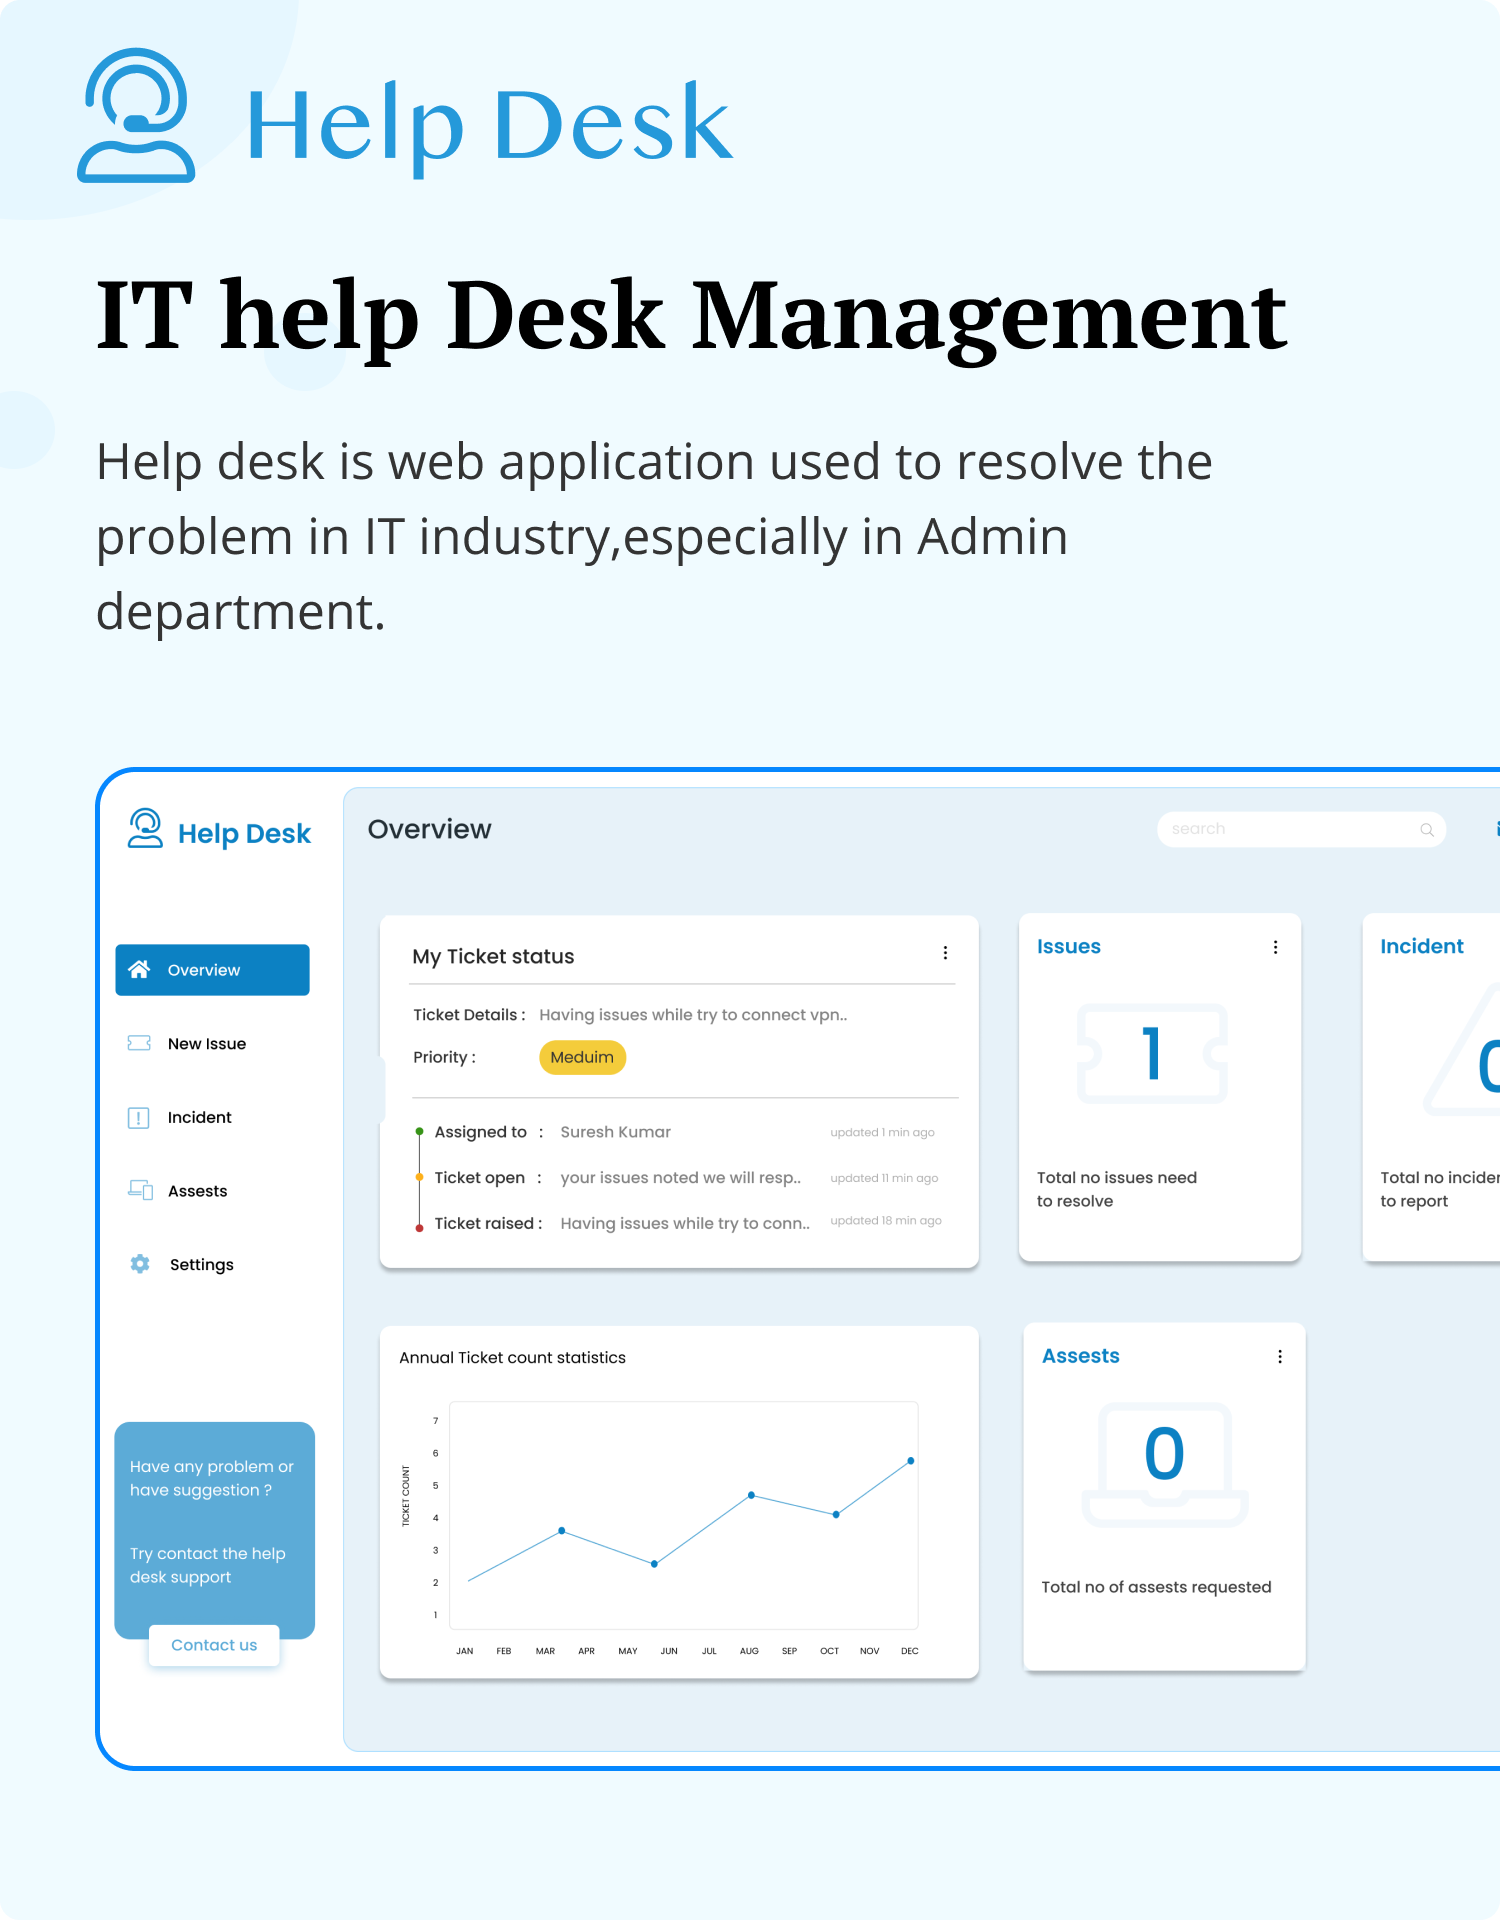 Help Desk
IT help Desk Management
Help desk is web application used to resolve the
problem in IT industry,especially in Admin
department.
Help Desk
Overview
search
Overview
New Issue
Incident
Assests
Settings
Have any problem or
have suggestion ?
Try contact the help
desk support
Contact us
My Ticket status
Ticket Details : Having issues while try to connect vpn..
Priority : Meduim
Assigned to : Suresh Kumar updated 1 min ago
Ticket open : your issues noted we will resp.. updated 11 min ago
Ticket raised : Having issues while try to conn.. updated 18 min ago
Issues
1
Total no issues need
to resolve
Incident
0
Total no
to report
Annual Ticket count statistics
TICKET COUNT
7
6
5
4
3
2
1
JAN FEB MAR APR MAY JUN JUL AUG SEP OCT NOV DEC
Assests
0
Total no of assests requested